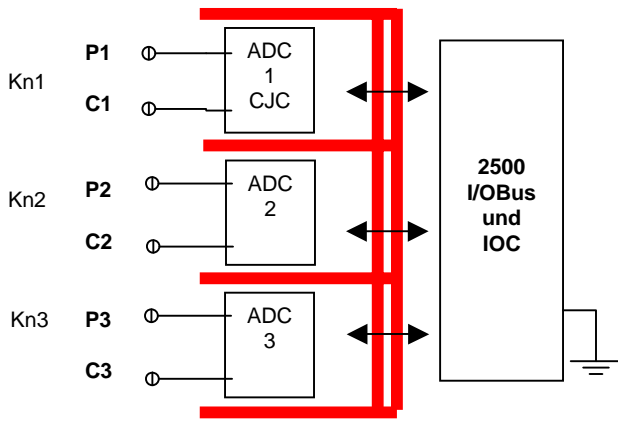 Kn1
P1
C1
ADC
1
CJC
Kn2
P2
C2
ADC
2
Kn3
P3
C3
ADC
3
2500
I/OBus
und
IOC